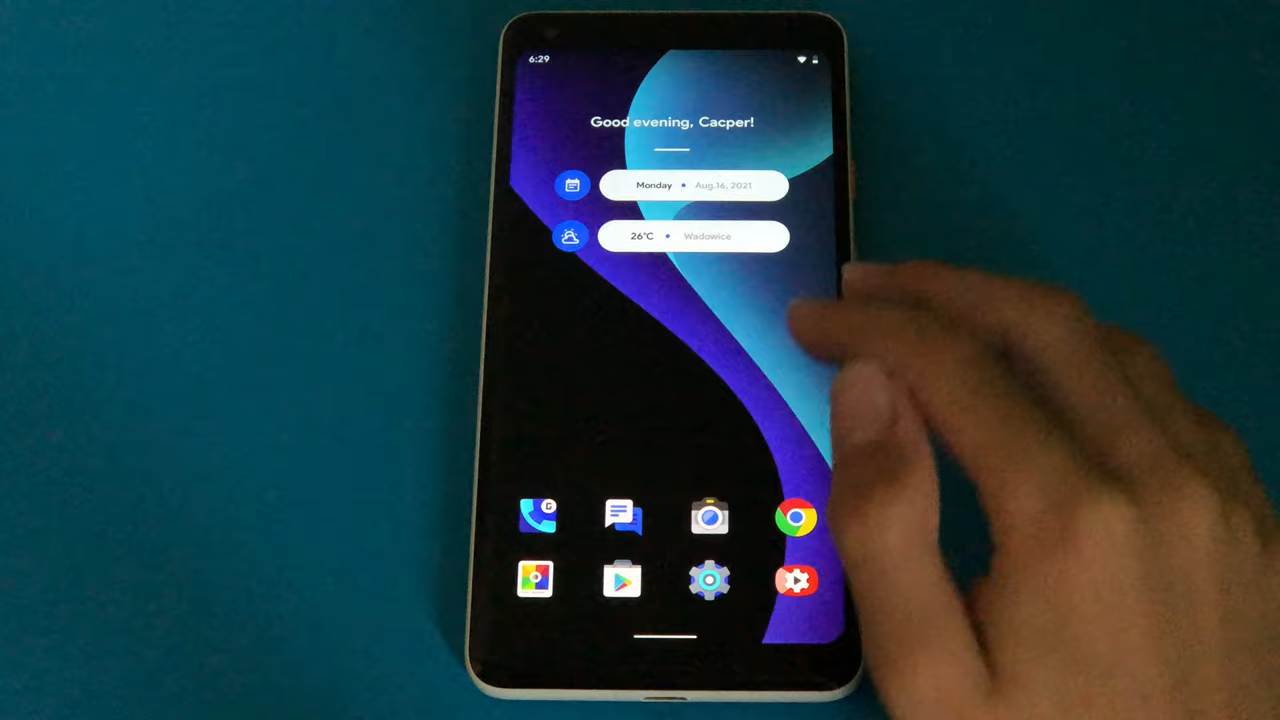 6:29
Good evening, Cacper!
Monday • Aug.16, 2021
26°C • Wadowice
G